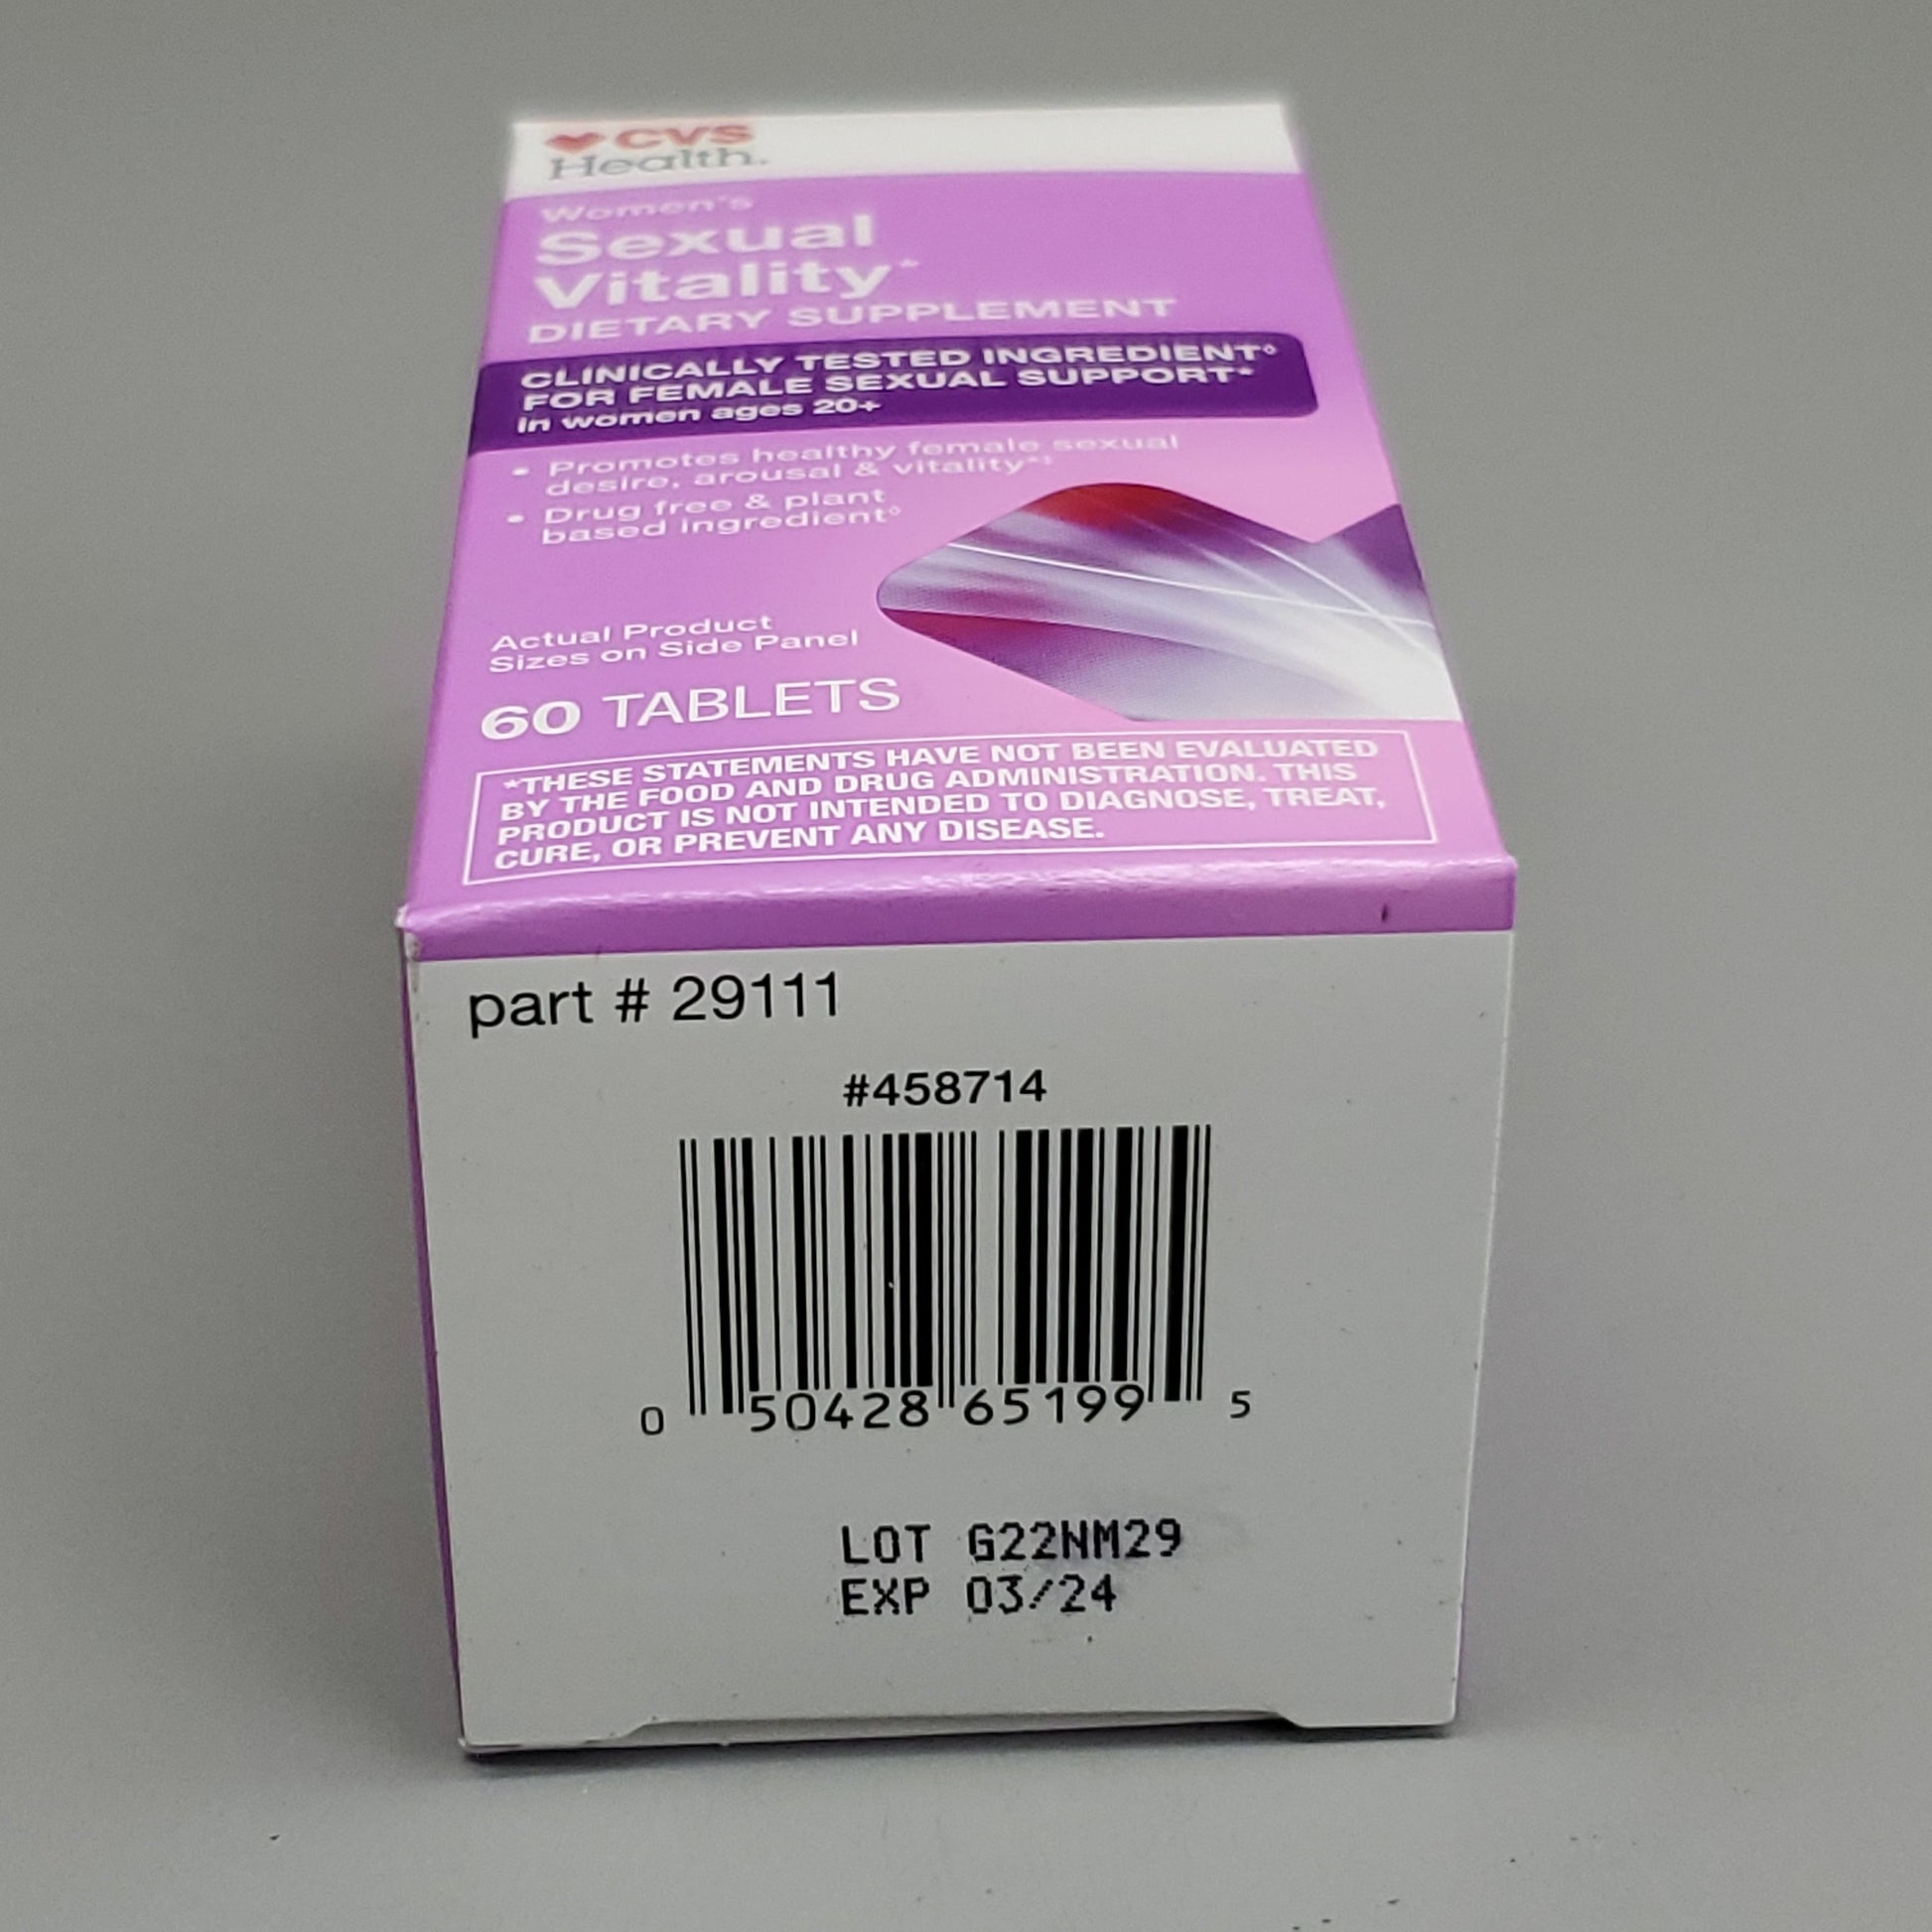 CVS
Health.
Women's
Sexual
Vitality*
DIETARY SUPPLEMENT
CLINICALLY TESTED INGREDIENT◊
FOR FEMALE SEXUAL SUPPORT*
in women ages 20+
• Promotes healthy female sexual
desire, arousal & vitality*‡
• Drug free & plant
based ingredient◊
Actual Product
Sizes on Side Panel
60 TABLETS
*THESE STATEMENTS HAVE NOT BEEN EVALUATED
BY THE FOOD AND DRUG ADMINISTRATION. THIS
PRODUCT IS NOT INTENDED TO DIAGNOSE, TREAT,
CURE, OR PREVENT ANY DISEASE.
part # 29111
#458714
0 50428 65199 5
LOT G22NM29
EXP 03/24